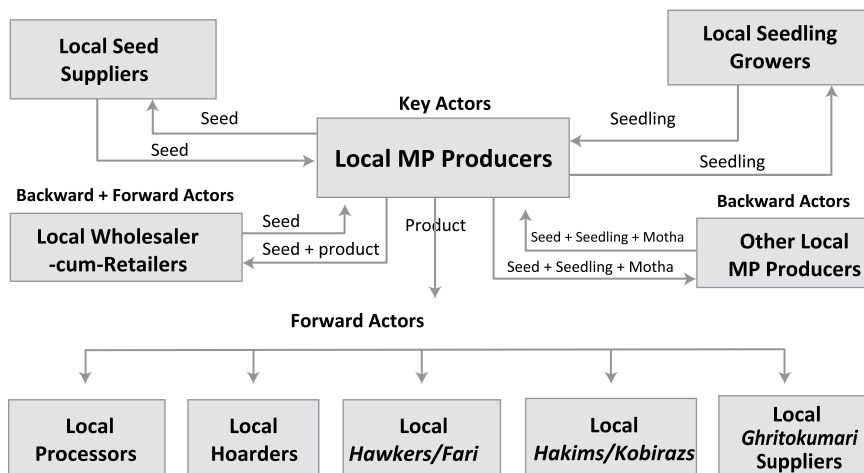 Local Seed
Suppliers
Local Seedling
Growers
Key Actors
Seed
Seedling
Local MP Producers
Seed
Seedling
Backward + Forward Actors
Backward Actors
Local Wholesaler
-cum-Retailers
Seed
Seed + product
Product
Seed + Seedling + Motha
Seed + Seedling + Motha
Other Local
MP Producers
Forward Actors
Local
Processors
Local
Hoarders
Local
Hawkers/Fari
Local
Hakims/Kobirazs
Local
Ghritokumari
Suppliers